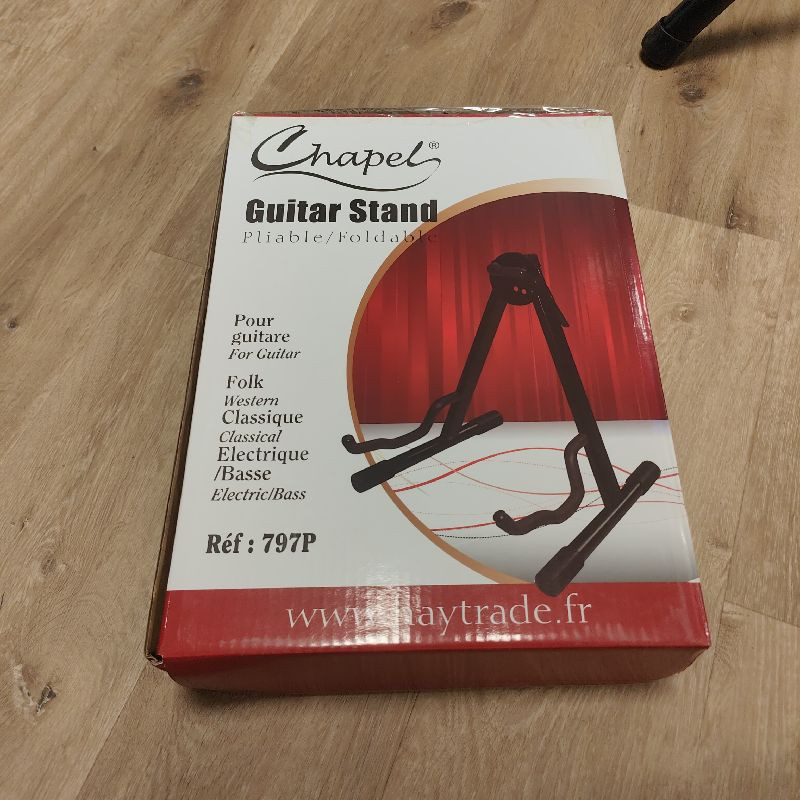 Chapel®
Guitar Stand
Pliable/Foldable
Pour
guitare
For Guitar
Folk
Western
Classique
Classical
Electrique
/Basse
Electric/Bass
Réf : 797P